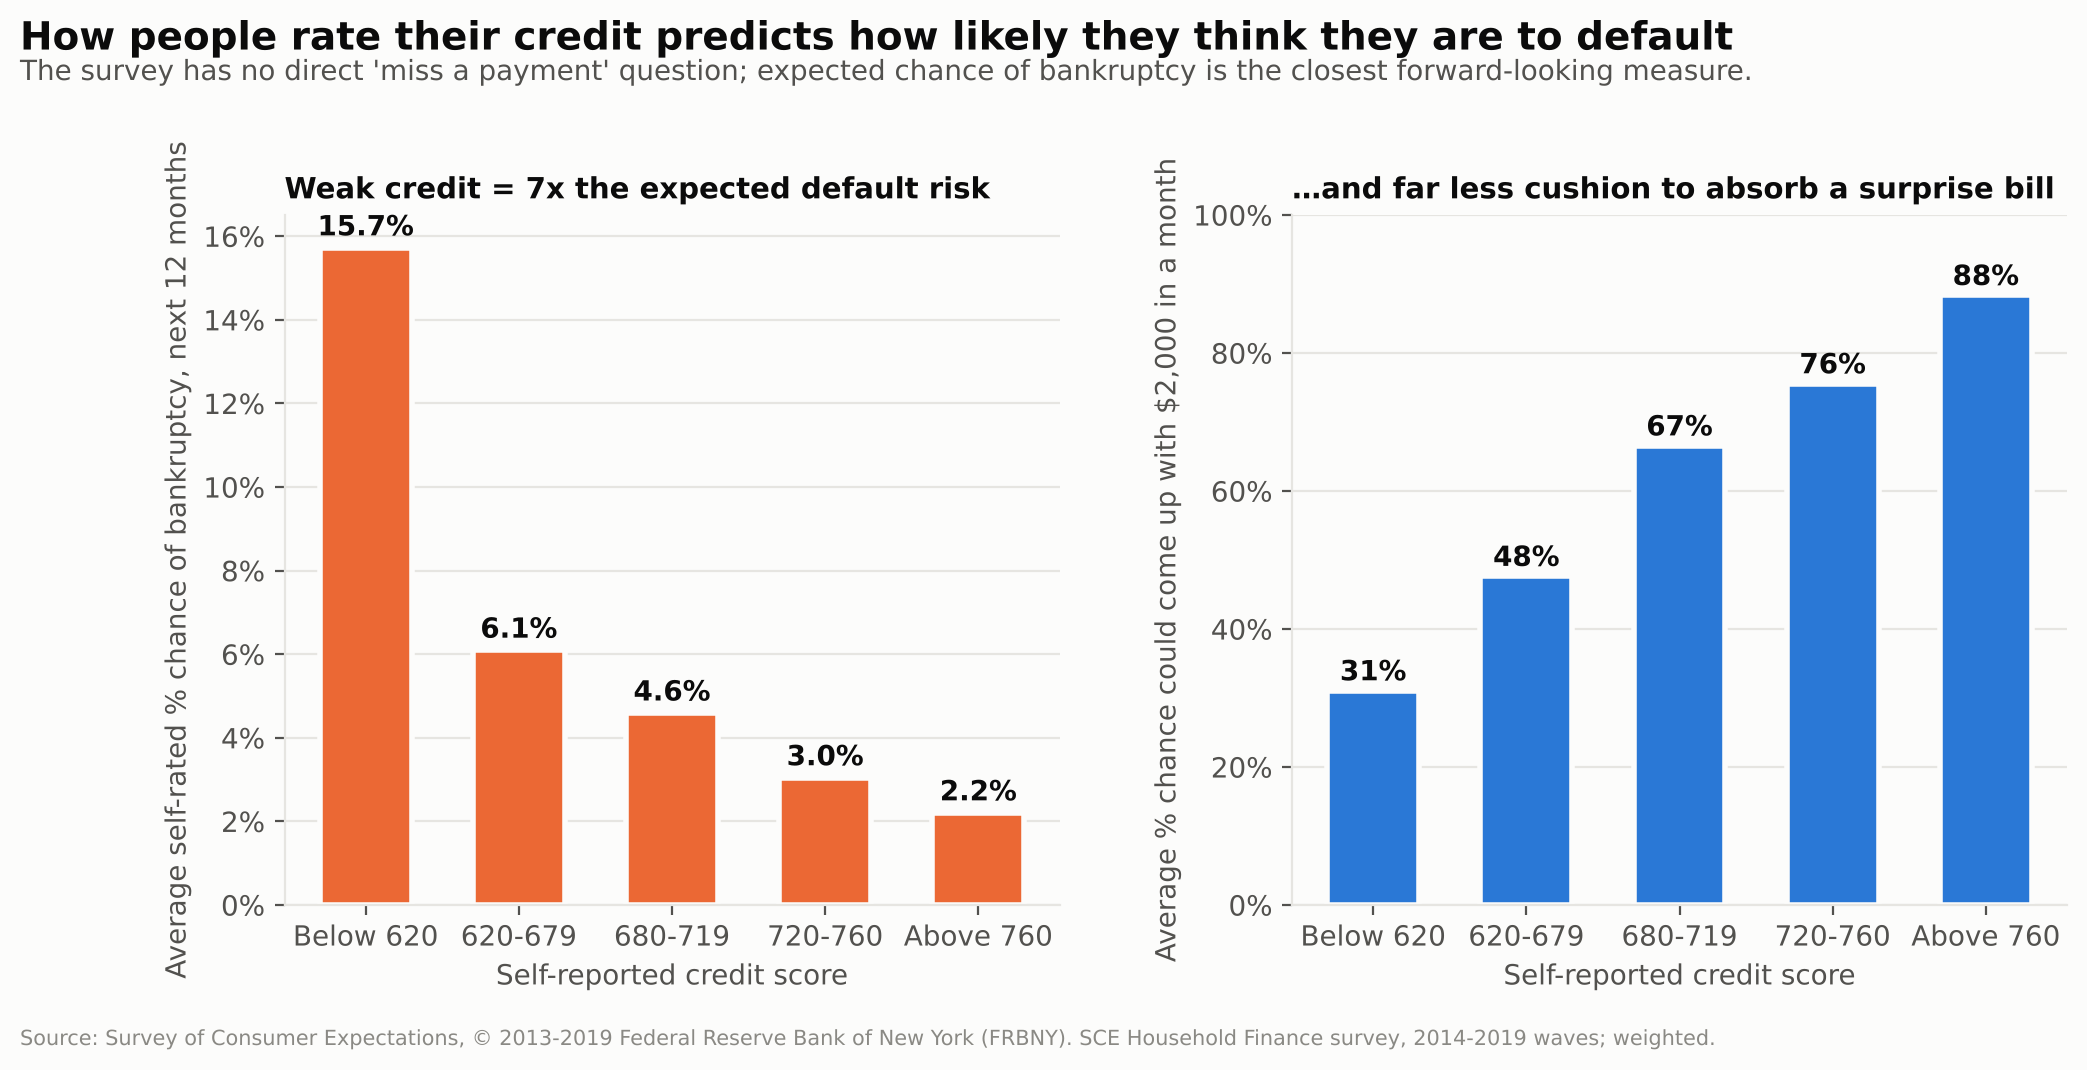 How people rate their credit predicts how likely they think they are to default
The survey has no direct 'miss a payment' question; expected chance of bankruptcy is the closest forward-looking measure.
Weak credit = 7x the expected default risk
Average self-rated % chance of bankruptcy, next 12 months
16%
14%
12%
10%
8%
6%
4%
2%
0%
15.7%
6.1%
4.6%
3.0%
2.2%
Below 620 620-679 680-719 720-760 Above 760
Self-reported credit score
...and far less cushion to absorb a surprise bill
Average % chance could come up with $2,000 in a month
100%
80%
60%
40%
20%
0%
31%
48%
67%
76%
88%
Below 620 620-679 680-719 720-760 Above 760
Self-reported credit score
Source: Survey of Consumer Expectations, © 2013-2019 Federal Reserve Bank of New York (FRBNY). SCE Household Finance survey, 2014-2019 waves; weighted.